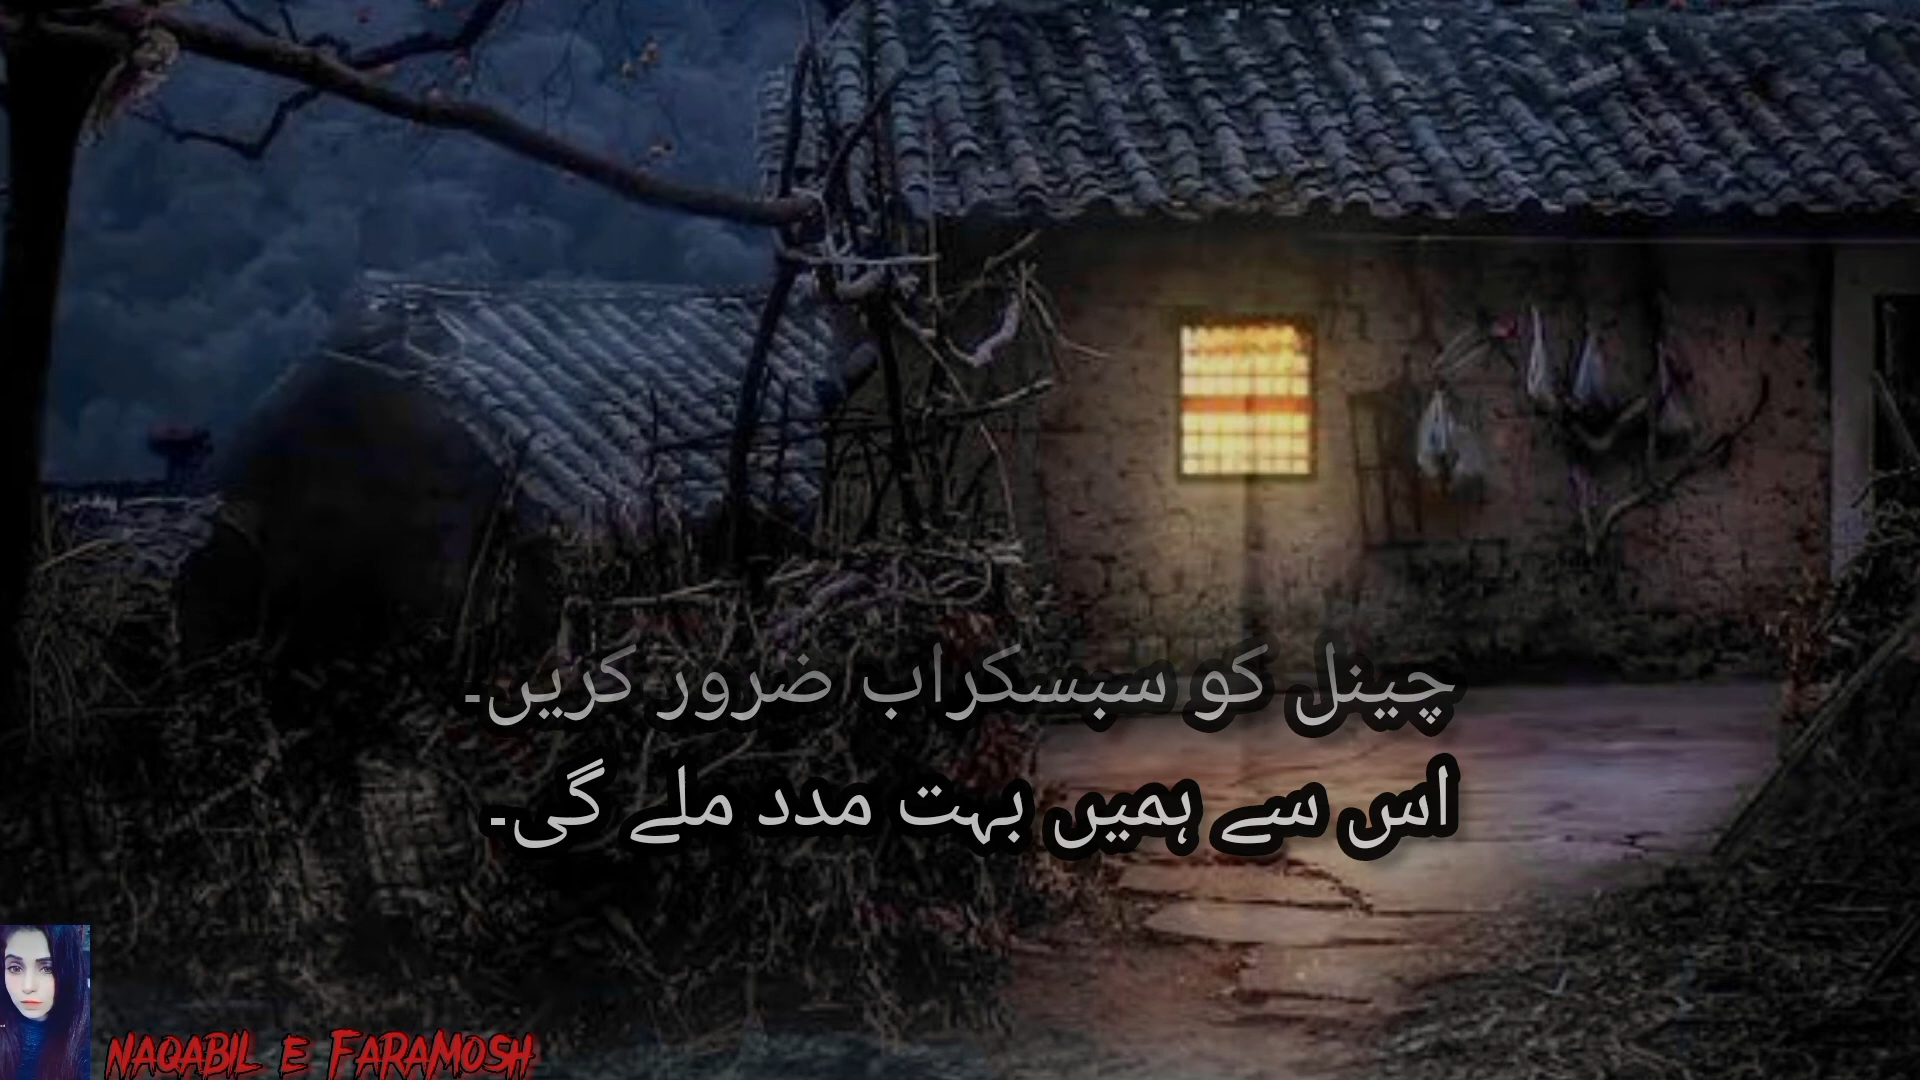 چینل کو سبسکراب ضرور کریں۔
اس سے ہمیں بہت مدد ملے گی۔
NAQABIL E FARAMOSH